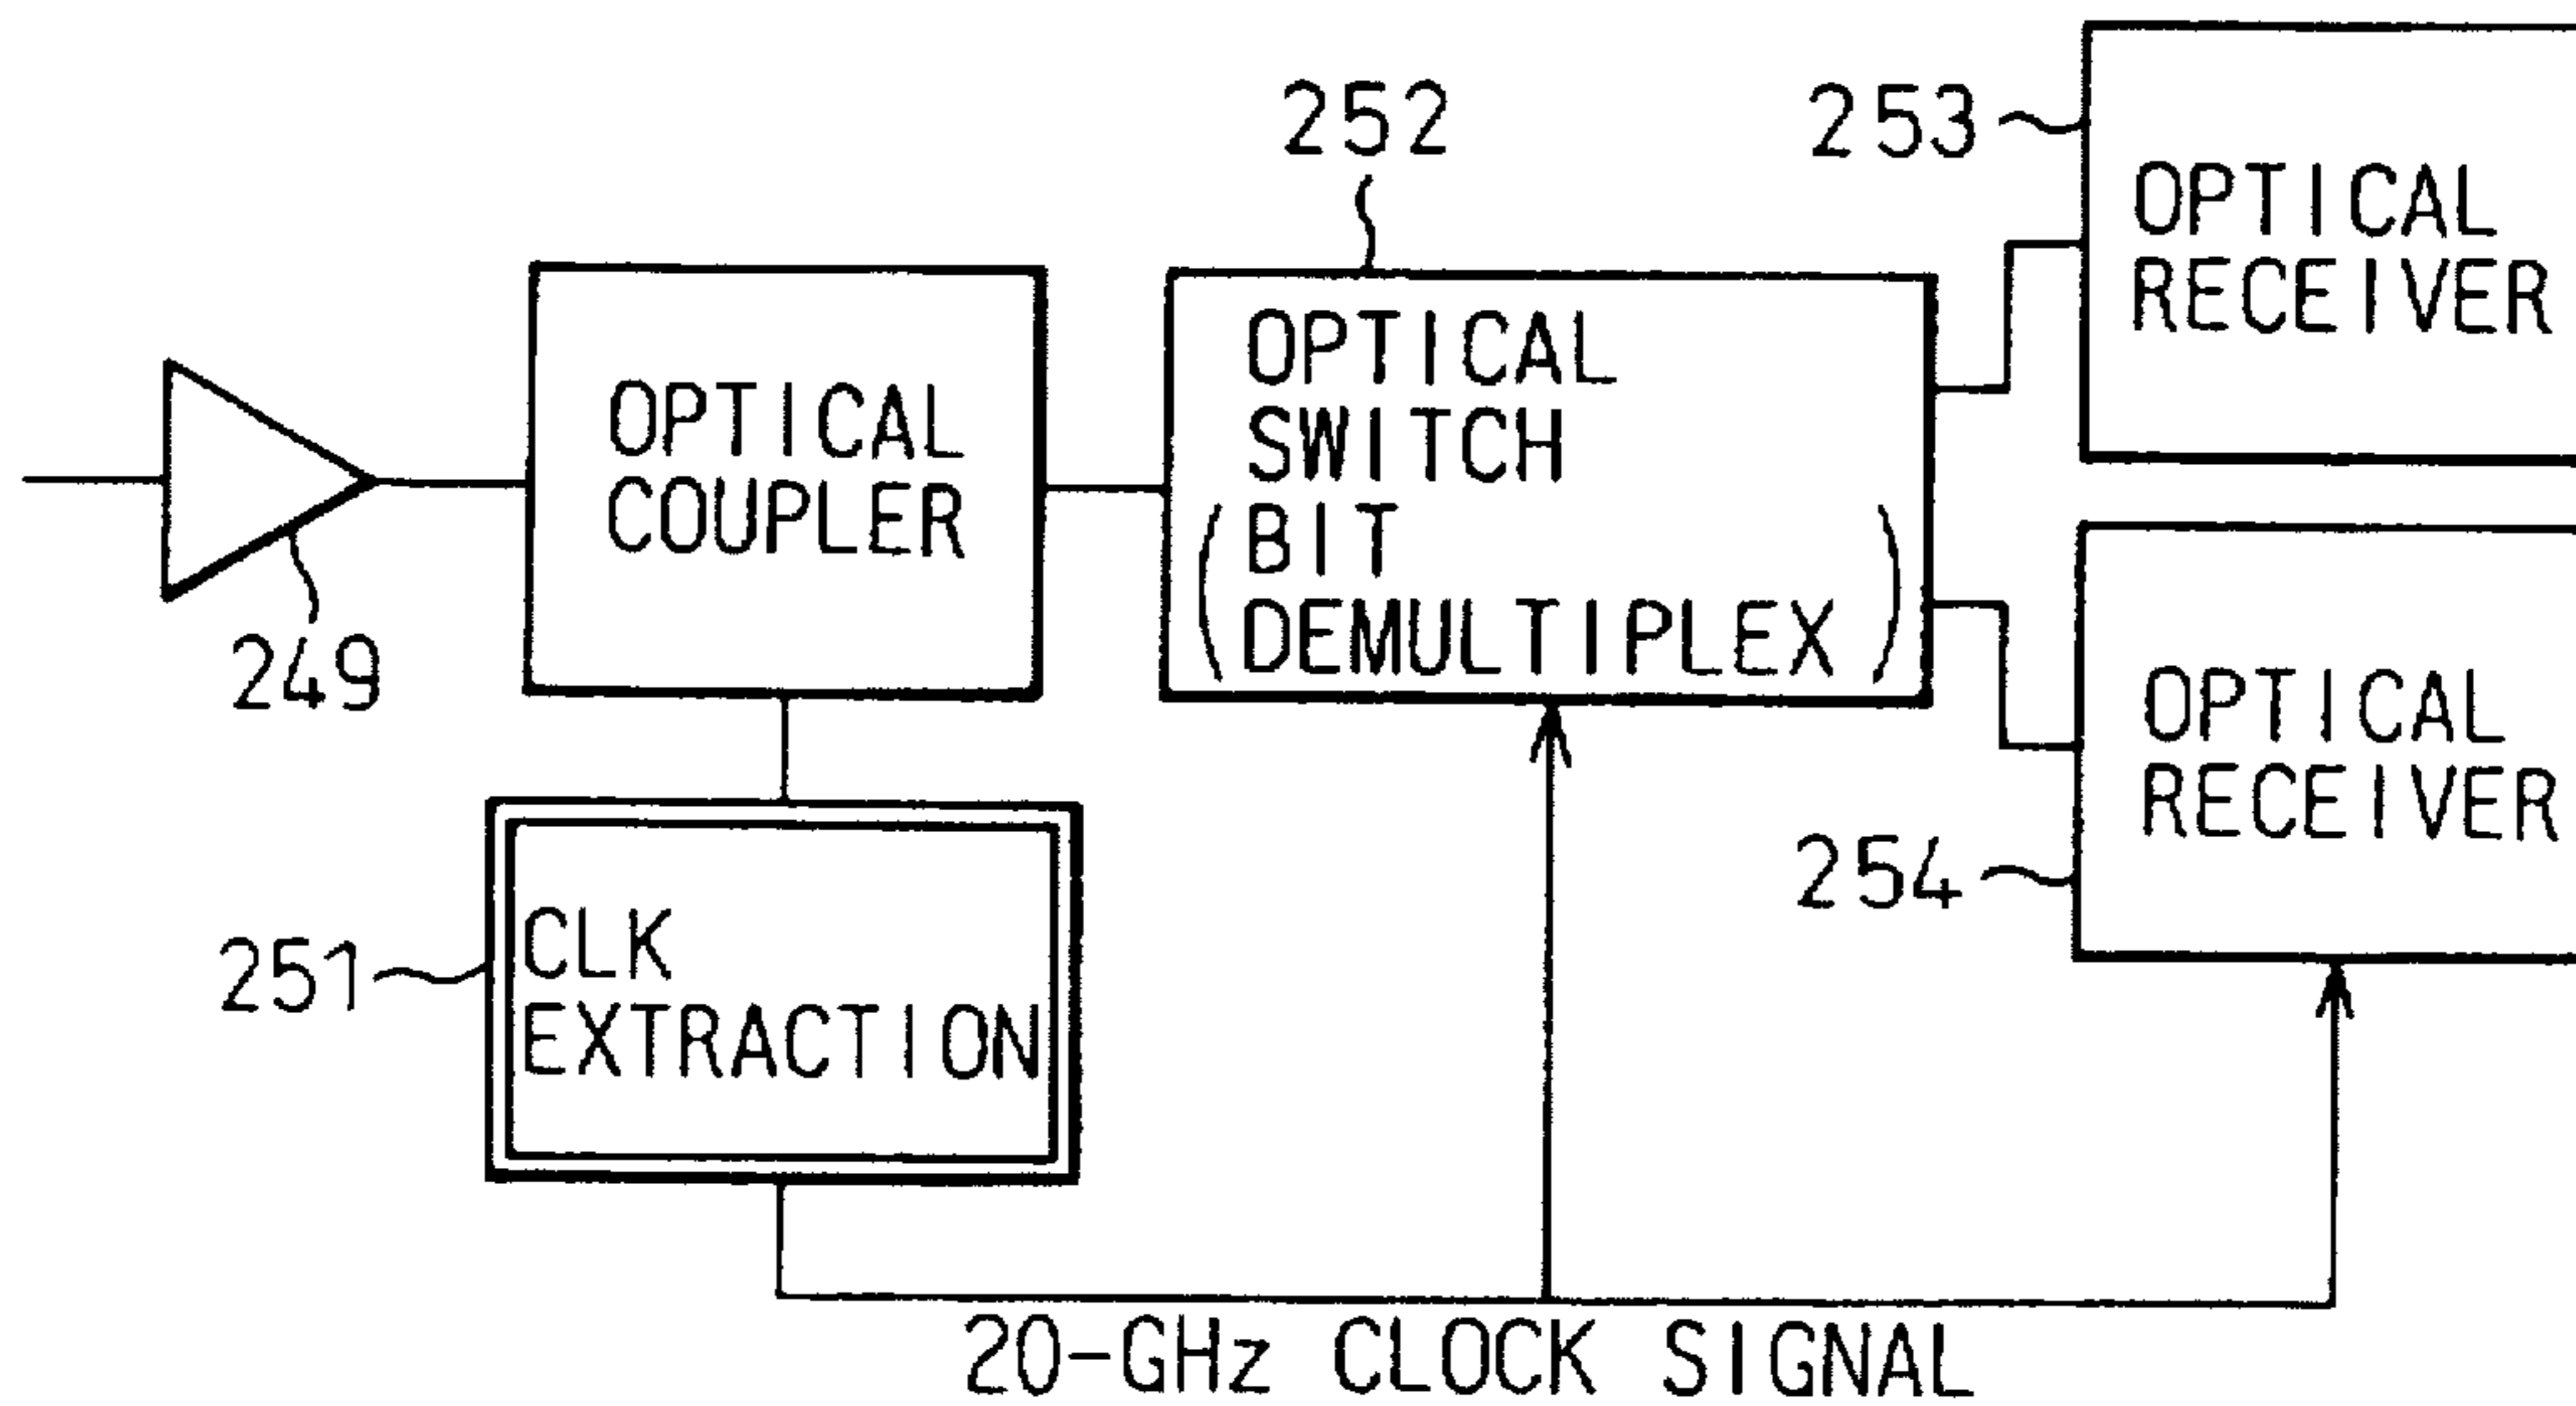 252
253
OPTICAL
RECEIVER
OPTICAL
COUPLER
OPTICAL
SWITCH
(BIT
DEMULTIPLEX)
249
OPTICAL
RECEIVER
254
251
CLK
EXTRACTION
20-GHz CLOCK SIGNAL